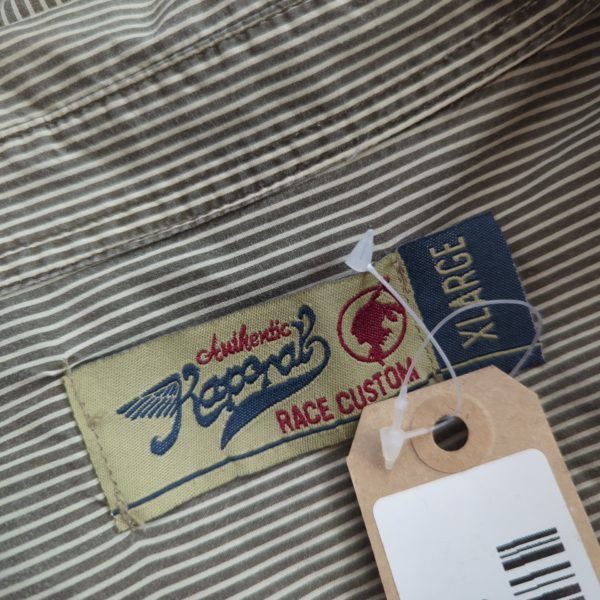 Authentic
Kaporal
RACE CUSTOM
XLARGE